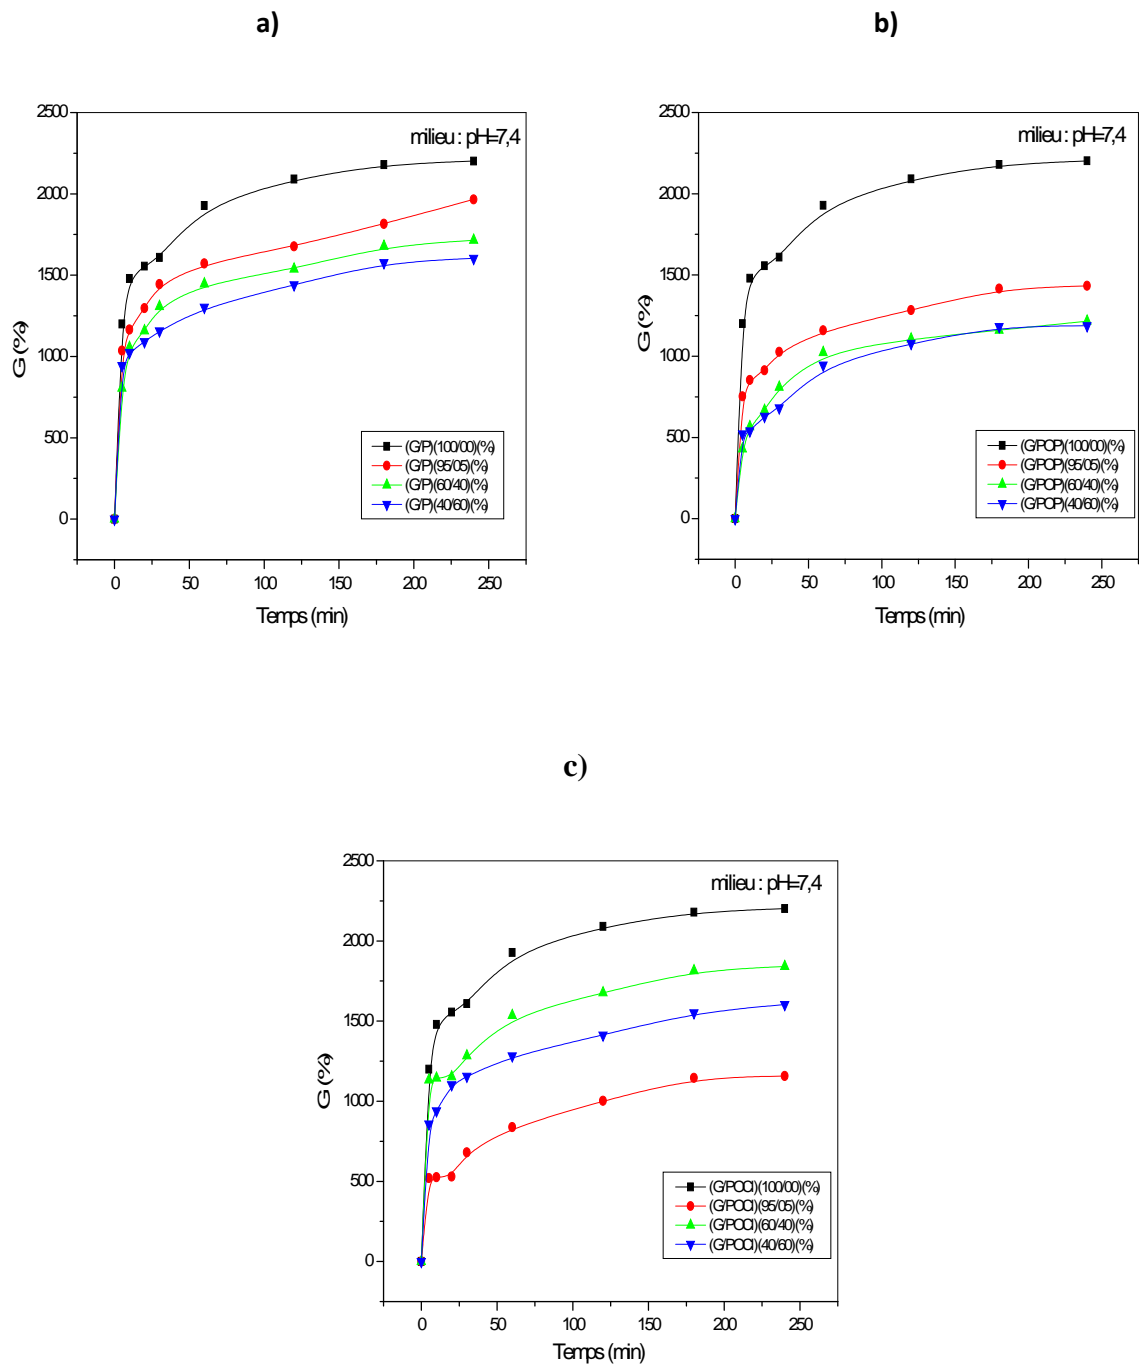 a)
milieu : pH=7,4
2500
2000
1500
1000
500
0
G (%)
(G/P)(100/00)(%)
(G/P)(95/05)(%)
(G/P)(60/40)(%)
(G/P)(40/60)(%)
0 50 100 150 200 250
Temps (min)
b)
milieu : pH=7,4
2500
2000
1500
1000
500
0
G (%)
(G/POP)(100/00)(%)
(G/POP)(95/05)(%)
(G/POP)(60/40)(%)
(G/POP)(40/60)(%)
0 50 100 150 200 250
Temps (min)
c)
milieu : pH=7,4
2500
2000
1500
1000
500
0
G (%)
(G/POCl)(100/00)(%)
(G/POCl)(95/05)(%)
(G/POCl)(60/40)(%)
(G/POCl)(40/60)(%)
0 50 100 150 200 250
Temps (min)